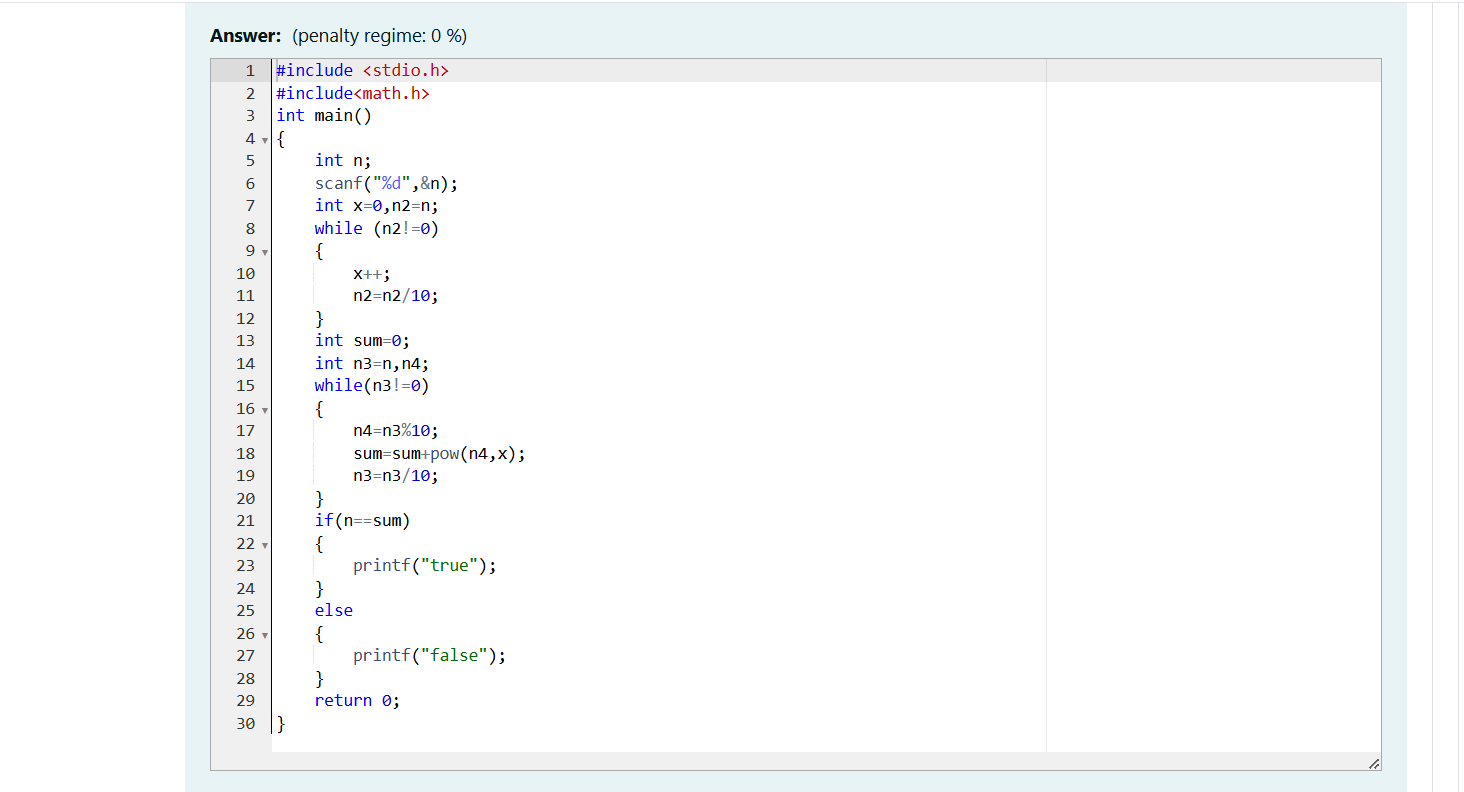 Answer: (penalty regime: 0 %)
1 #include <stdio.h>
2 #include<math.h>
3 int main()
4 {
5     int n;
6     scanf("%d",&n);
7     int x=0,n2=n;
8     while (n2!=0)
9     {
10         x++;
11         n2=n2/10;
12     }
13     int sum=0;
14     int n3=n,n4;
15     while(n3!=0)
16     {
17         n4=n3%10;
18         sum=sum+pow(n4,x);
19         n3=n3/10;
20     }
21     if(n==sum)
22     {
23         printf("true");
24     }
25     else
26     {
27         printf("false");
28     }
29     return 0;
30 }